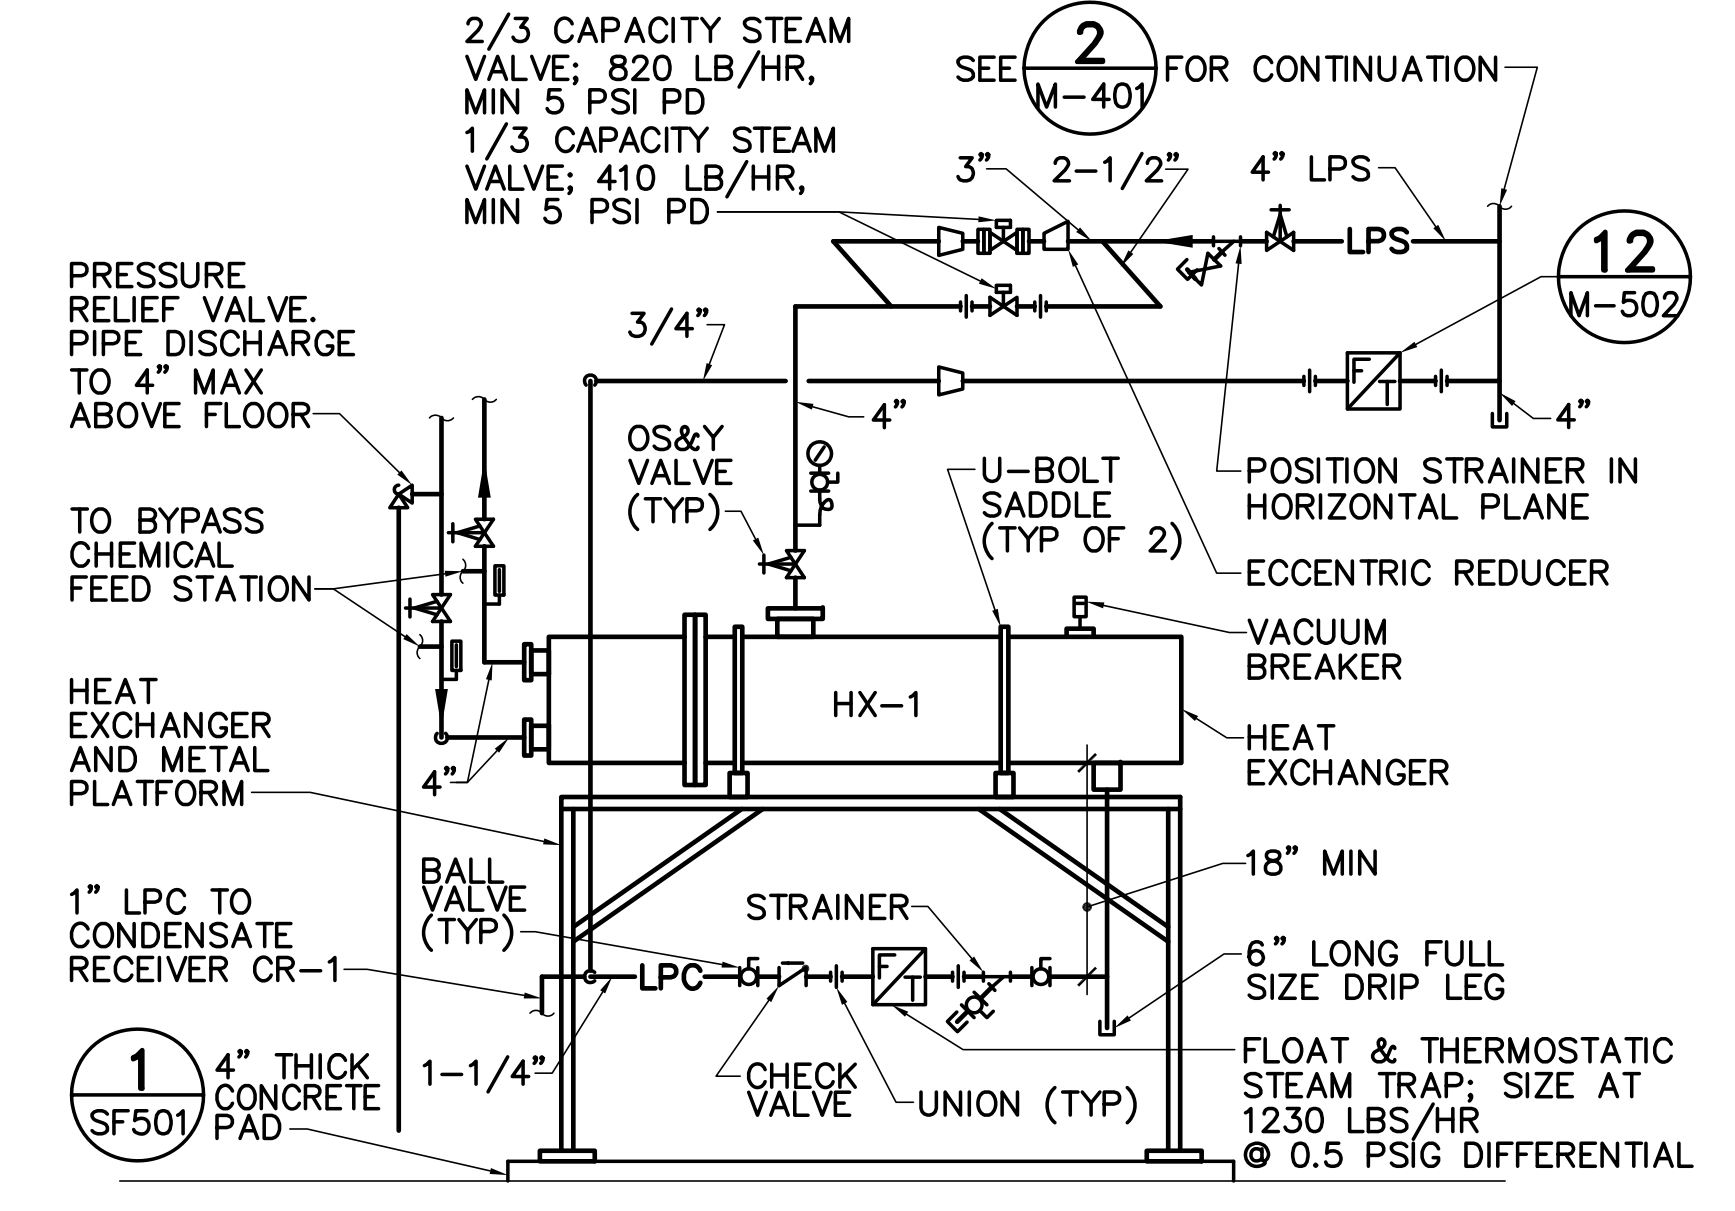 2/3 CAPACITY STEAM
VALVE; 820 LB/HR,
MIN 5 PSI PD
1/3 CAPACITY STEAM
VALVE; 410 LB/HR,
MIN 5 PSI PD
SEE
2
M-401
FOR CONTINUATION
3"
2-1/2"
4" LPS
LPS
12
M-502
PRESSURE
RELIEF VALVE.
PIPE DISCHARGE
TO 4" MAX
ABOVE FLOOR
3/4"
F
T
4"
4"
OS&Y
VALVE
(TYP)
U-BOLT
SADDLE
(TYP OF 2)
POSITION STRAINER IN
HORIZONTAL PLANE
TO BYPASS
CHEMICAL
FEED STATION
ECCENTRIC REDUCER
VACUUM
BREAKER
HEAT
EXCHANGER
AND METAL
PLATFORM
HX-1
HEAT
EXCHANGER
4"
BALL
VALVE
(TYP)
STRAINER
18" MIN
1" LPC TO
CONDENSATE
RECEIVER CR-1
LPC
F
T
6" LONG FULL
SIZE DRIP LEG
1
SF501
4" THICK
CONCRETE
PAD
1-1/4"
CHECK
VALVE
UNION (TYP)
FLOAT & THERMOSTATIC
STEAM TRAP; SIZE AT
1230 LBS/HR
@ 0.5 PSIG DIFFERENTIAL